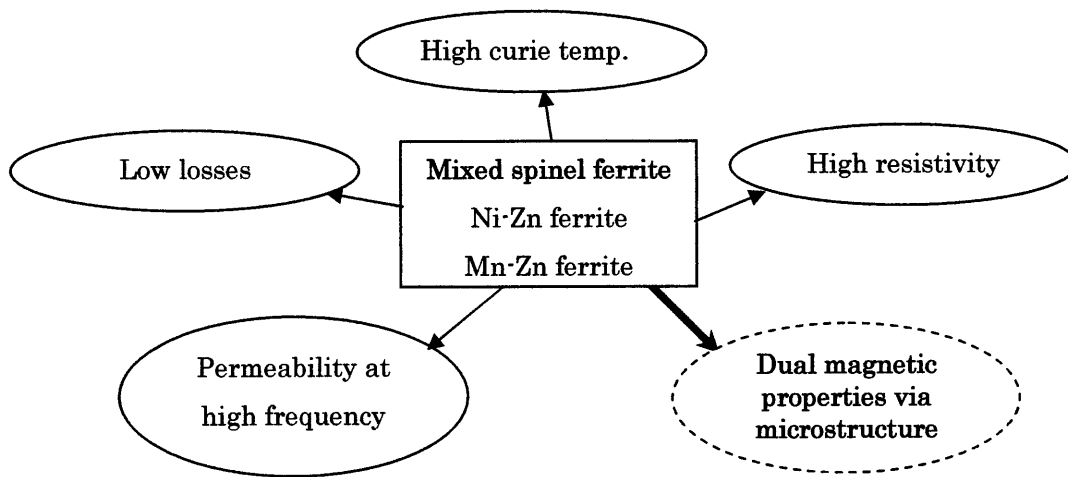 High curie temp.
Low losses
Mixed spinel ferrite
Ni-Zn ferrite
Mn-Zn ferrite
High resistivity
Permeability at
high frequency
Dual magnetic
properties via
microstructure